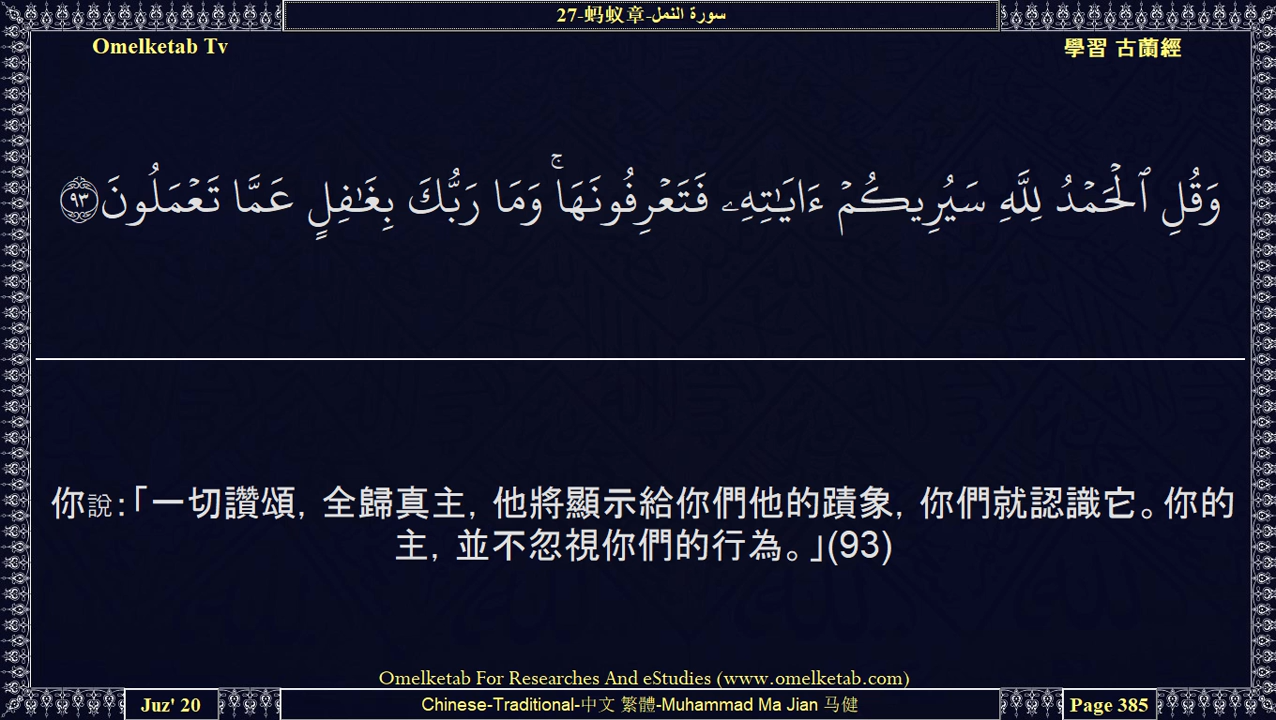 27-蚂蚁章-سورة النمل
Omelketab Tv
學習 古蘭經
وَقُلِ ٱلْحَمْدُ لِلَّهِ سَيُرِيكُمْ ءَايَـٰتِهِۦ فَتَعْرِفُونَهَا ۚ وَمَا رَبُّكَ بِغَـٰفِلٍ عَمَّا تَعْمَلُونَ ٩٣
你說:「一切讚頌, 全歸真主, 他將顯示給你們他的蹟象, 你們就認識它。你的
主, 並不忽視你們的行為。」(93)
Omelketab For Researches And eStudies (www.omelketab.com)
Juz' 20
Chinese-Traditional-中文 繁體-Muhammad Ma Jian 马健
Page 385